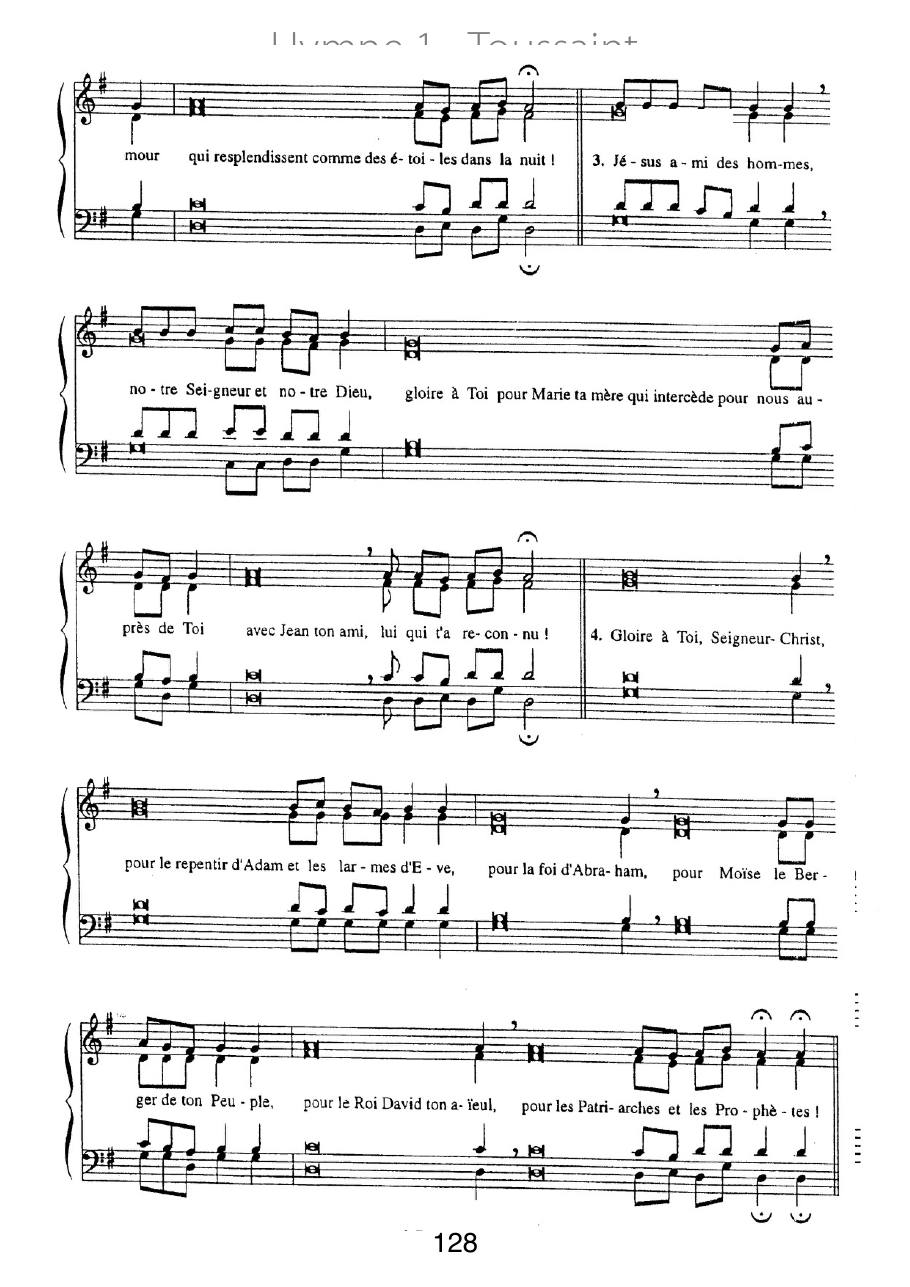 Hymne 1 - Toussaint
mour qui resplendissent comme des é- toi - les dans la nuit ! 3. Jé - sus a - mi des hom- mes,
no - tre Sei-gneur et no - tre Dieu, gloire à Toi pour Marie ta mère qui intercède pour nous au -
près de Toi avec Jean ton ami, lui qui t'a re- con - nu ! 4. Gloire à Toi, Seigneur- Christ,
pour le repentir d'Adam et les lar - mes d'E - ve, pour la foi d'Abra- ham, pour Moïse le Ber -
ger de ton Peu - ple, pour le Roi David ton a- ïeul, pour les Patri- arches et les Pro - phè - tes !
128